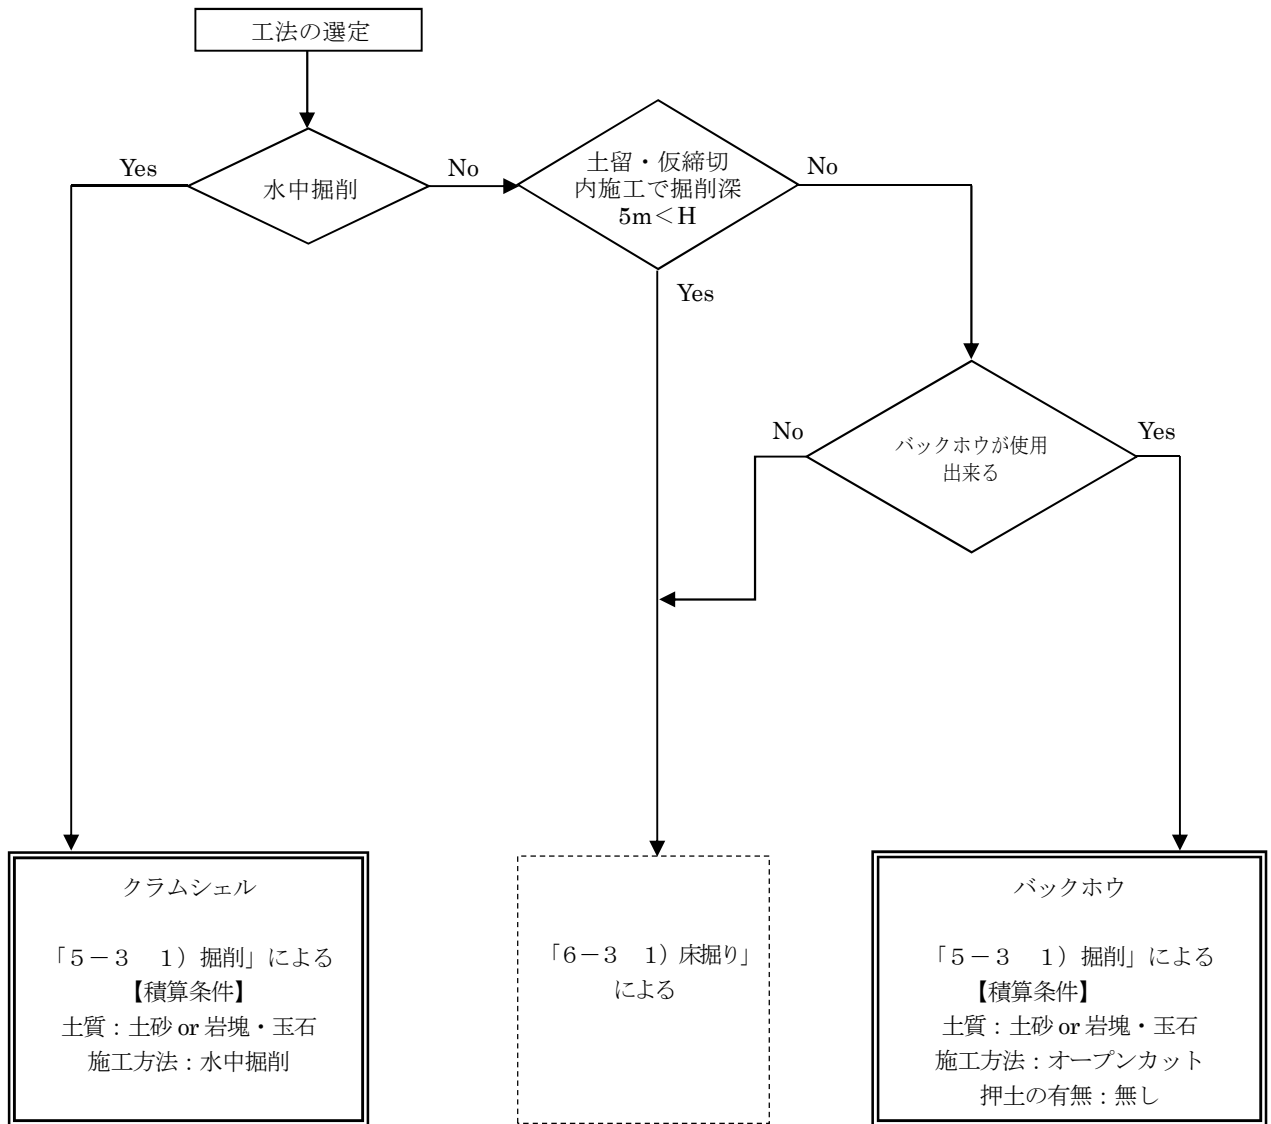 工法の選定
Yes
水中掘削
No
土留・仮締切
内施工で掘削深
5m＜H
No
Yes
No
バックホウが使用
出来る
Yes
クラムシェル
「５－３　１）掘削」による
【積算条件】
土質：土砂 or 岩塊・玉石
施工方法：水中掘削
「６－３　１）床掘り」
による
バックホウ
「５－３　１）掘削」による
【積算条件】
土質：土砂 or 岩塊・玉石
施工方法：オープンカット
押土の有無：無し